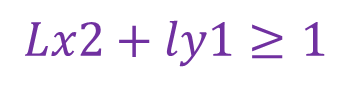 Lx2 + ly1 ≥ 1